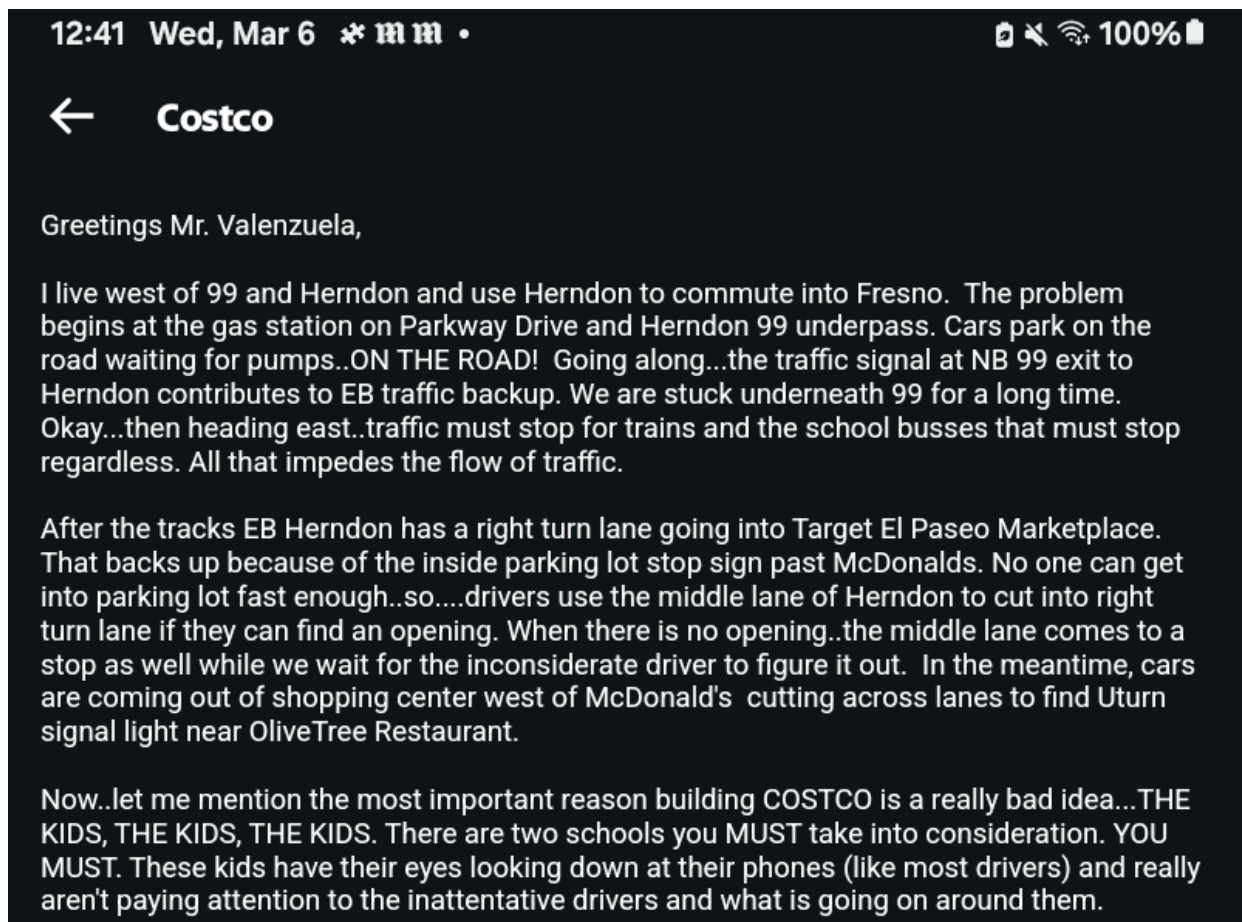 12:41 Wed, Mar 6 100%
Costco
Greetings Mr. Valenzuela,
I live west of 99 and Herndon and use Herndon to commute into Fresno.  The problem
begins at the gas station on Parkway Drive and Herndon 99 underpass. Cars park on the
road waiting for pumps..ON THE ROAD!  Going along...the traffic signal at NB 99 exit to
Herndon contributes to EB traffic backup. We are stuck underneath 99 for a long time.
Okay...then heading east..traffic must stop for trains and the school busses that must stop
regardless. All that impedes the flow of traffic.
After the tracks EB Herndon has a right turn lane going into Target El Paseo Marketplace.
That backs up because of the inside parking lot stop sign past McDonalds. No one can get
into parking lot fast enough..so....drivers use the middle lane of Herndon to cut into right
turn lane if they can find an opening. When there is no opening..the middle lane comes to a
stop as well while we wait for the inconsiderate driver to figure it out.  In the meantime, cars
are coming out of shopping center west of McDonald's  cutting across lanes to find Uturn
signal light near OliveTree Restaurant.
Now..let me mention the most important reason building COSTCO is a really bad idea...THE
KIDS, THE KIDS, THE KIDS. There are two schools you MUST take into consideration. YOU
MUST. These kids have their eyes looking down at their phones (like most drivers) and really
aren't paying attention to the inattentative drivers and what is going on around them.